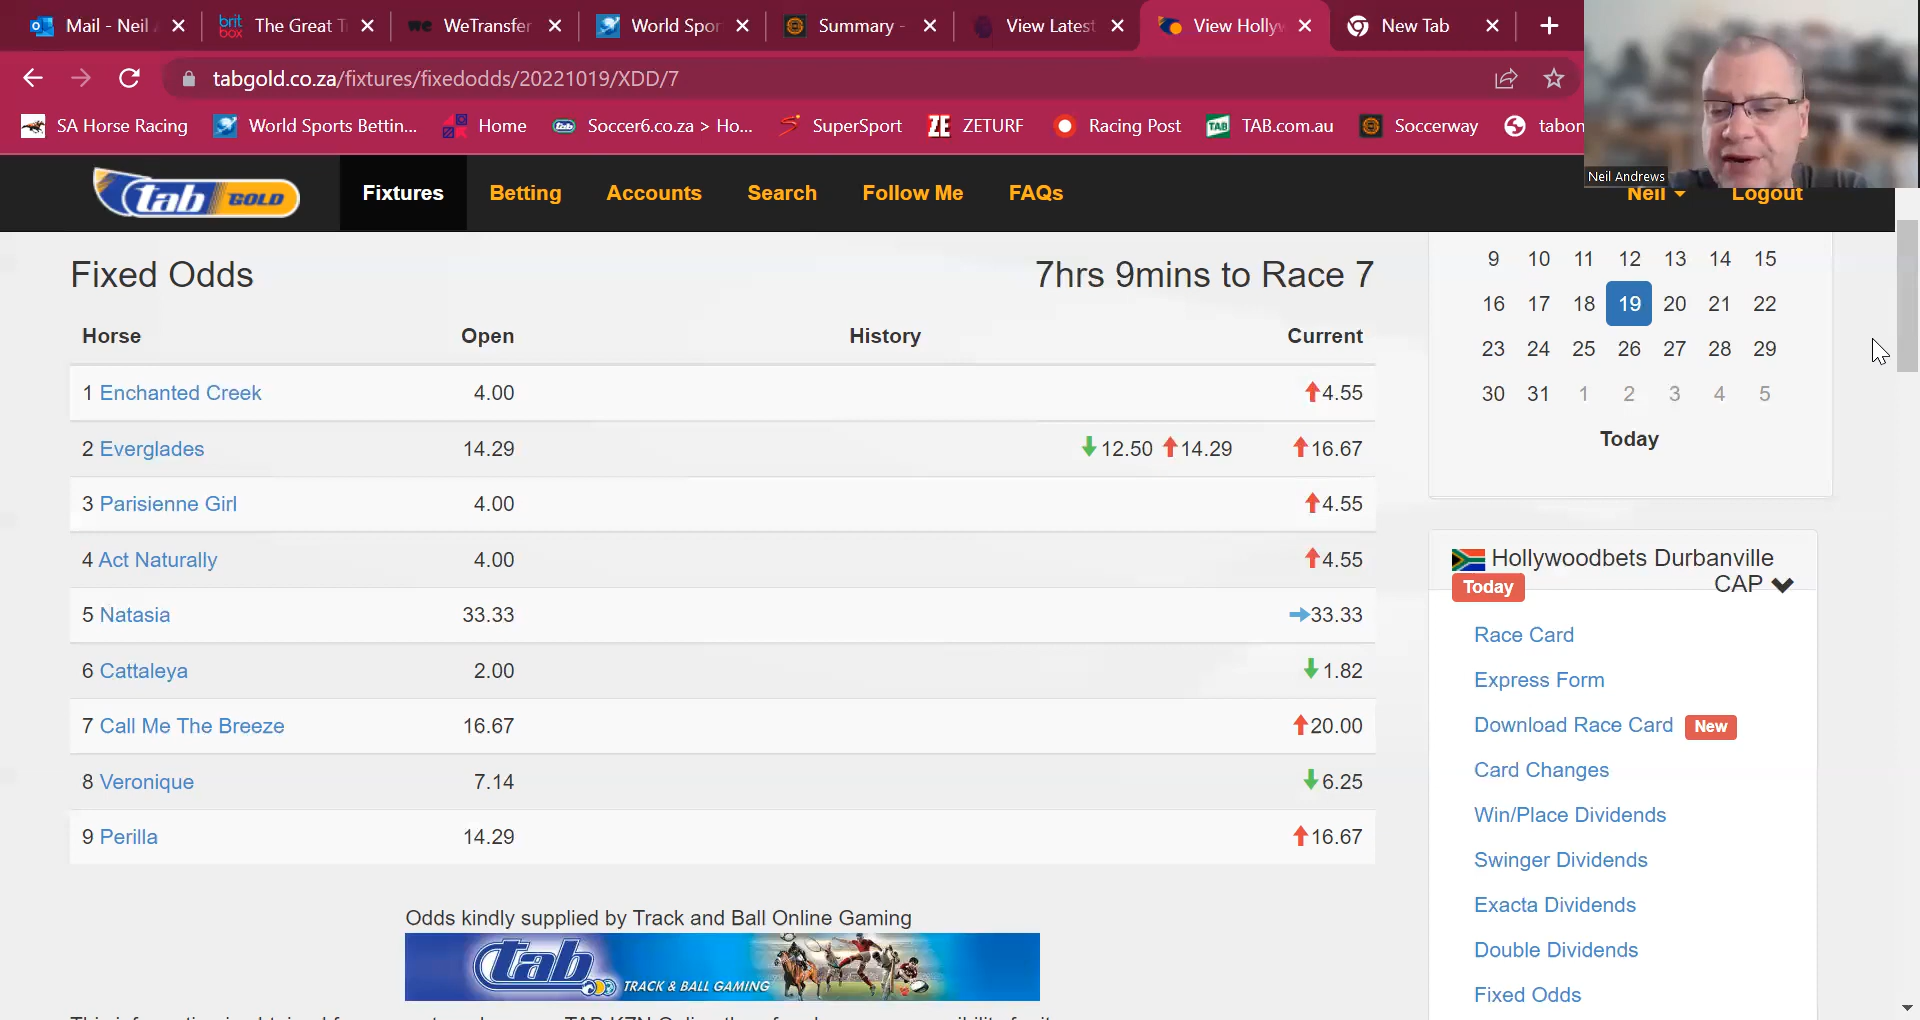 Mail - Neil A
The Great T
WeTransfer
World Spor
Summary -
View Latest
View Hollyw
New Tab
tabgold.co.za/fixtures/fixedodds/20221019/XDD/7
SA Horse Racing
World Sports Bettin...
Home
Soccer6.co.za > Ho...
SuperSport
ZE ZETURF
Racing Post
TAB TAB.com.au
Soccerway
tabon
Neil Andrews
tab GOLD
Fixtures
Betting
Accounts
Search
Follow Me
FAQs
Neil
Logout
Fixed Odds
7hrs 9mins to Race 7
Horse Open History Current
1 Enchanted Creek 4.00 4.55
2 Everglades 14.29 12.50 14.29 16.67
3 Parisienne Girl 4.00 4.55
4 Act Naturally 4.00 4.55
5 Natasia 33.33 33.33
6 Cattaleya 2.00 1.82
7 Call Me The Breeze 16.67 20.00
8 Veronique 7.14 6.25
9 Perilla 14.29 16.67
Odds kindly supplied by Track and Ball Online Gaming
tab TRACK & BALL GAMING
9 10 11 12 13 14 15
16 17 18 19 20 21 22
23 24 25 26 27 28 29
30 31 1 2 3 4 5
Today
Hollywoodbets Durbanville
Today CAP
Race Card
Express Form
Download Race Card New
Card Changes
Win/Place Dividends
Swinger Dividends
Exacta Dividends
Double Dividends
Fixed Odds